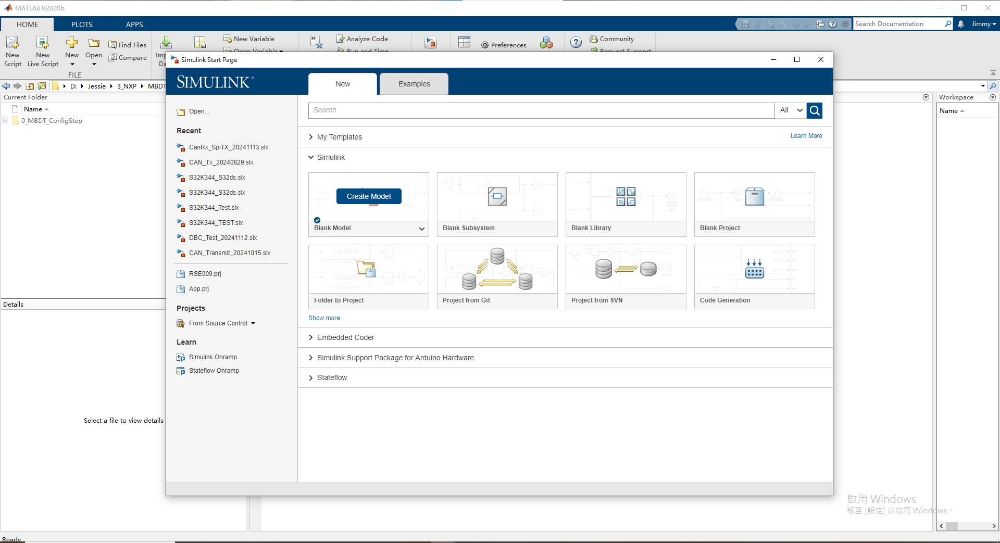 MATLAB R2020b
HOME PLOTS APPS
Search Documentation
Jimmy
New Script
New Live Script
New
Open
Find Files
Compare
New Variable
Open Variable
Analyze Code
Run and Time
Preferences
Community
Request Support
FILE
D: Jessie 3_NXP MBDT
Current Folder
Name
0_MBDT_ConfigStep
Details
Select a file to view details
Ready
Workspace
Name
Simulink Start Page
SIMULINK®
New Examples
Open...
Recent
CanRx_SpiTX_20241113.slx
CAN_Tx_20240829.slx
S32K344_S32ds.slx
S32K344_S32ds.slx
S32K344_Test.slx
S32K344_TEST.slx
DBC_Test_20241112.slx
CAN_Transmit_20241015.slx
RSE009.prj
App.prj
Projects
From Source Control
Learn
Simulink Onramp
Stateflow Onramp
Search
All
My Templates
Learn More
Simulink
Create Model
Blank Model
Blank Subsystem
Blank Library
Blank Project
Folder to Project
Project from Git
Project from SVN
Code Generation
Show more
Embedded Coder
Simulink Support Package for Arduino Hardware
Stateflow
啟用 Windows
移至 [設定] 以啟用 Windows。